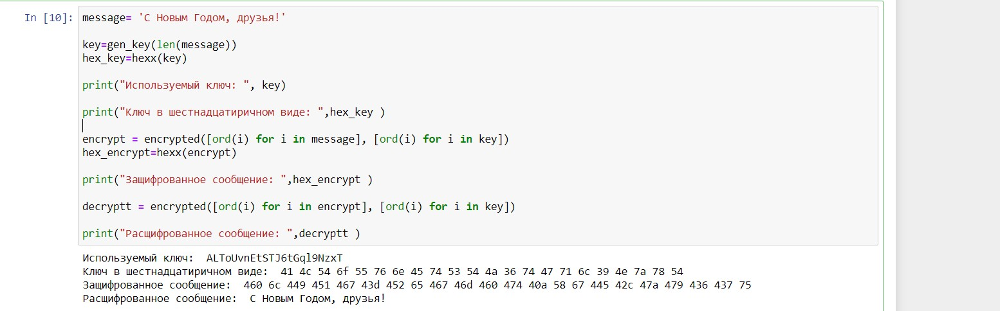 In [10]: message= 'С Новым Годом, друзья!'
key=gen_key(len(message))
hex_key=hexx(key)
print("Используемый ключ: ", key)
print("Ключ в шестнадцатиричном виде: ",hex_key )
encrypt = encrypted([ord(i) for i in message], [ord(i) for i in key])
hex_encrypt=hexx(encrypt)
print("Защифрованное сообщение: ",hex_encrypt )
decryptt = encrypted([ord(i) for i in encrypt], [ord(i) for i in key])
print("Расщифрованное сообщение: ",decryptt )
Используемый ключ:  ALToUvnEtSTJ6tGql9NzxT
Ключ в шестнадцатиричном виде:  41 4c 54 6f 55 76 6e 45 74 53 54 4a 36 74 47 71 6c 39 4e 7a 78 54
Защифрованное сообщение:  460 6c 449 451 467 43d 452 65 467 46d 460 474 40a 58 67 445 42c 47a 479 436 437 75
Расщифрованное сообщение:  С Новым Годом, друзья!